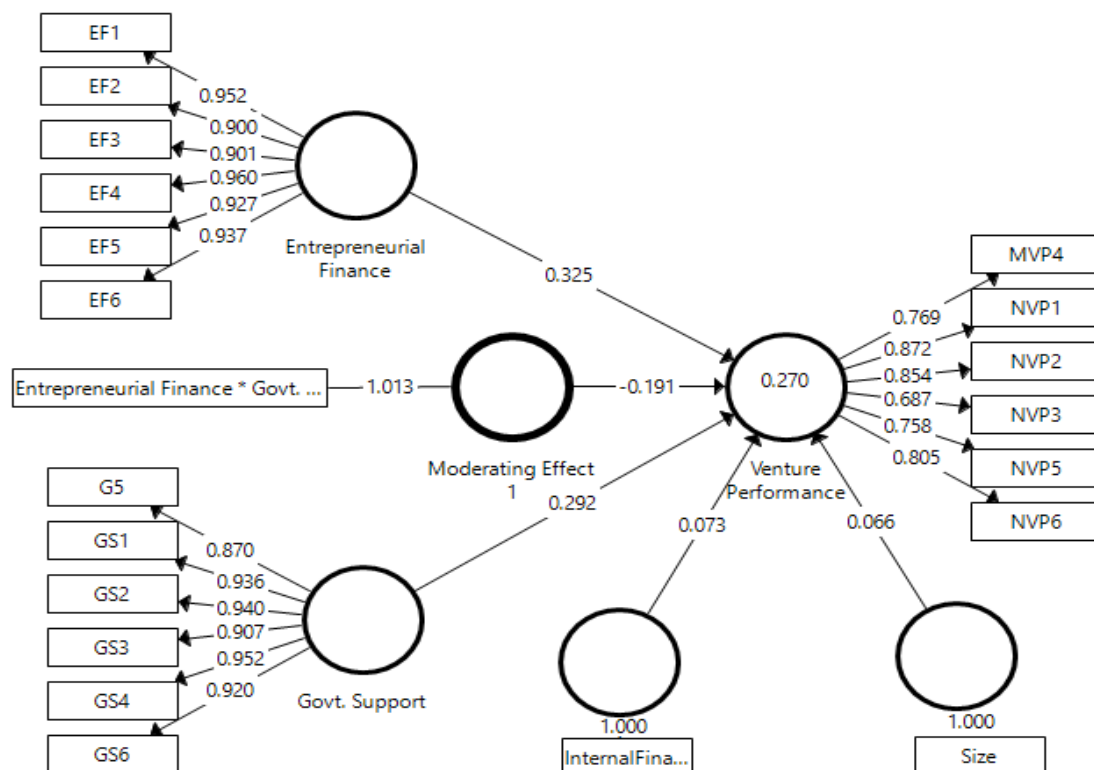 EF1
EF2
EF3
EF4
EF5
EF6
0.952
0.900
0.901
0.960
0.927
0.937
Entrepreneurial
Finance
0.325
Entrepreneurial Finance * Govt. ...
1.013
Moderating Effect
1
-0.191
0.270
Venture
Performance
MVP4
NVP1
NVP2
NVP3
NVP5
NVP6
0.769
0.872
0.854
0.687
0.758
0.805
G5
GS1
GS2
GS3
GS4
GS6
0.870
0.936
0.940
0.907
0.952
0.920
Govt. Support
0.292
0.073
0.066
1.000
InternalFina...
1.000
Size